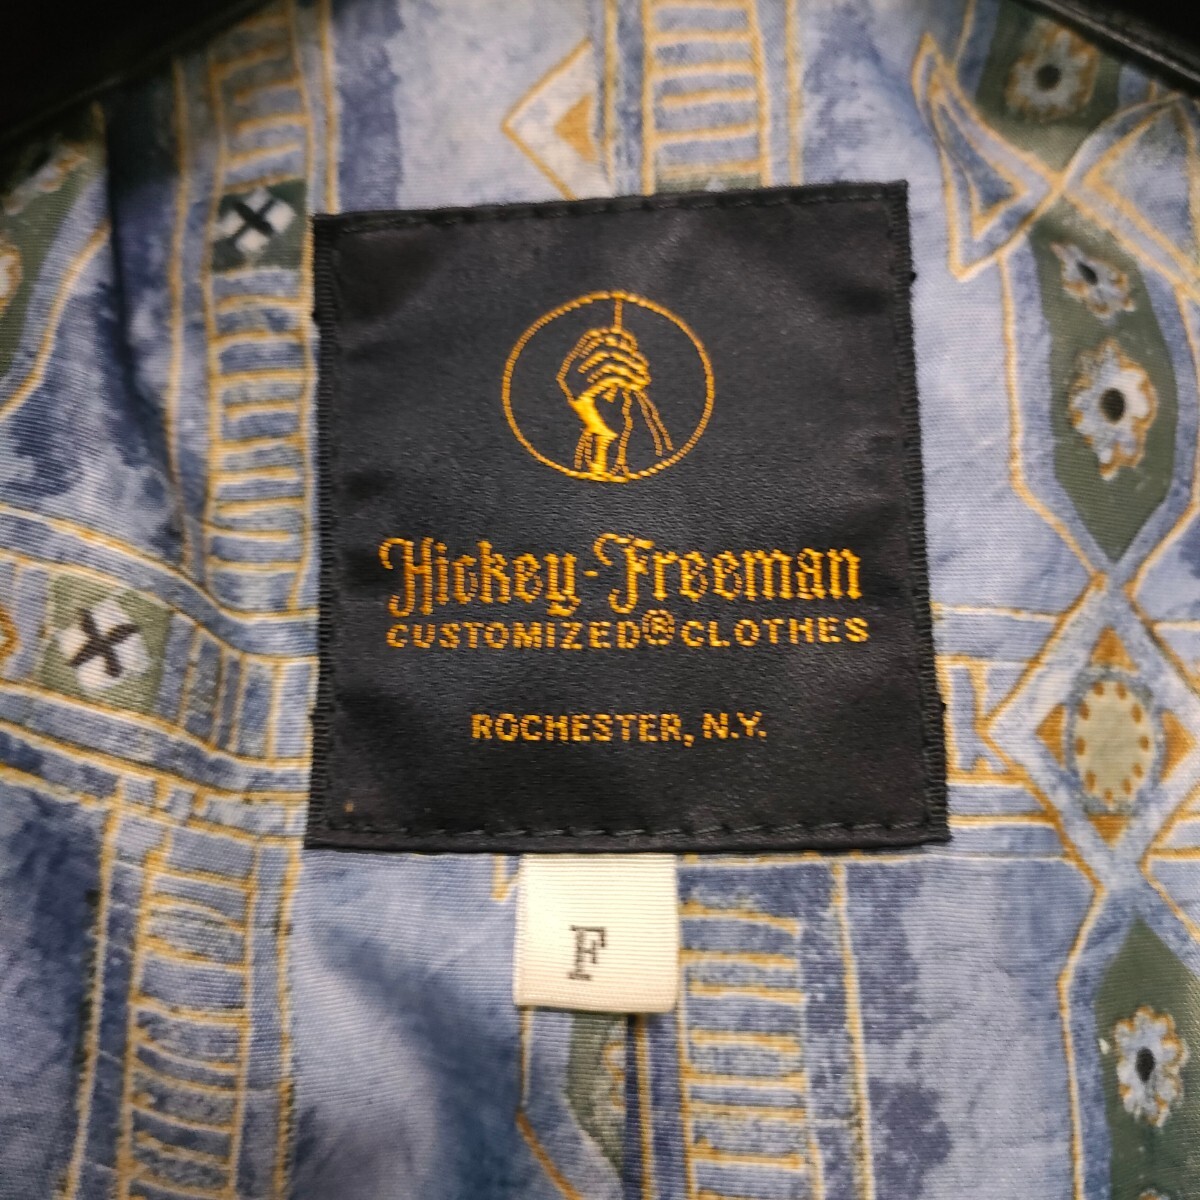 Hickey-Freeman
CUSTOMIZED® CLOTHES
ROCHESTER, N.Y.
F